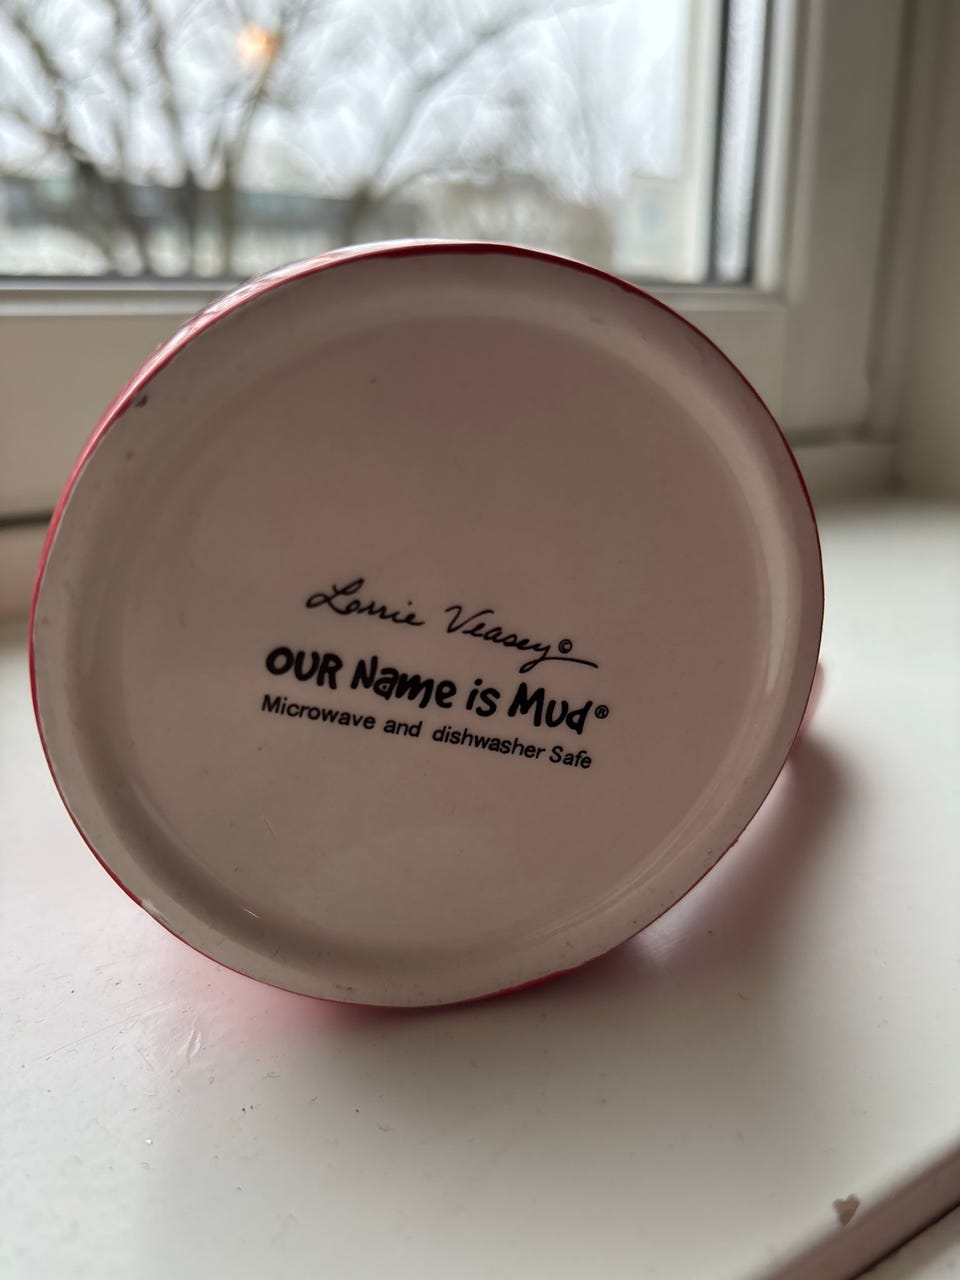 Lorrie Veasey©
OUR Name is Mud®
Microwave and dishwasher Safe